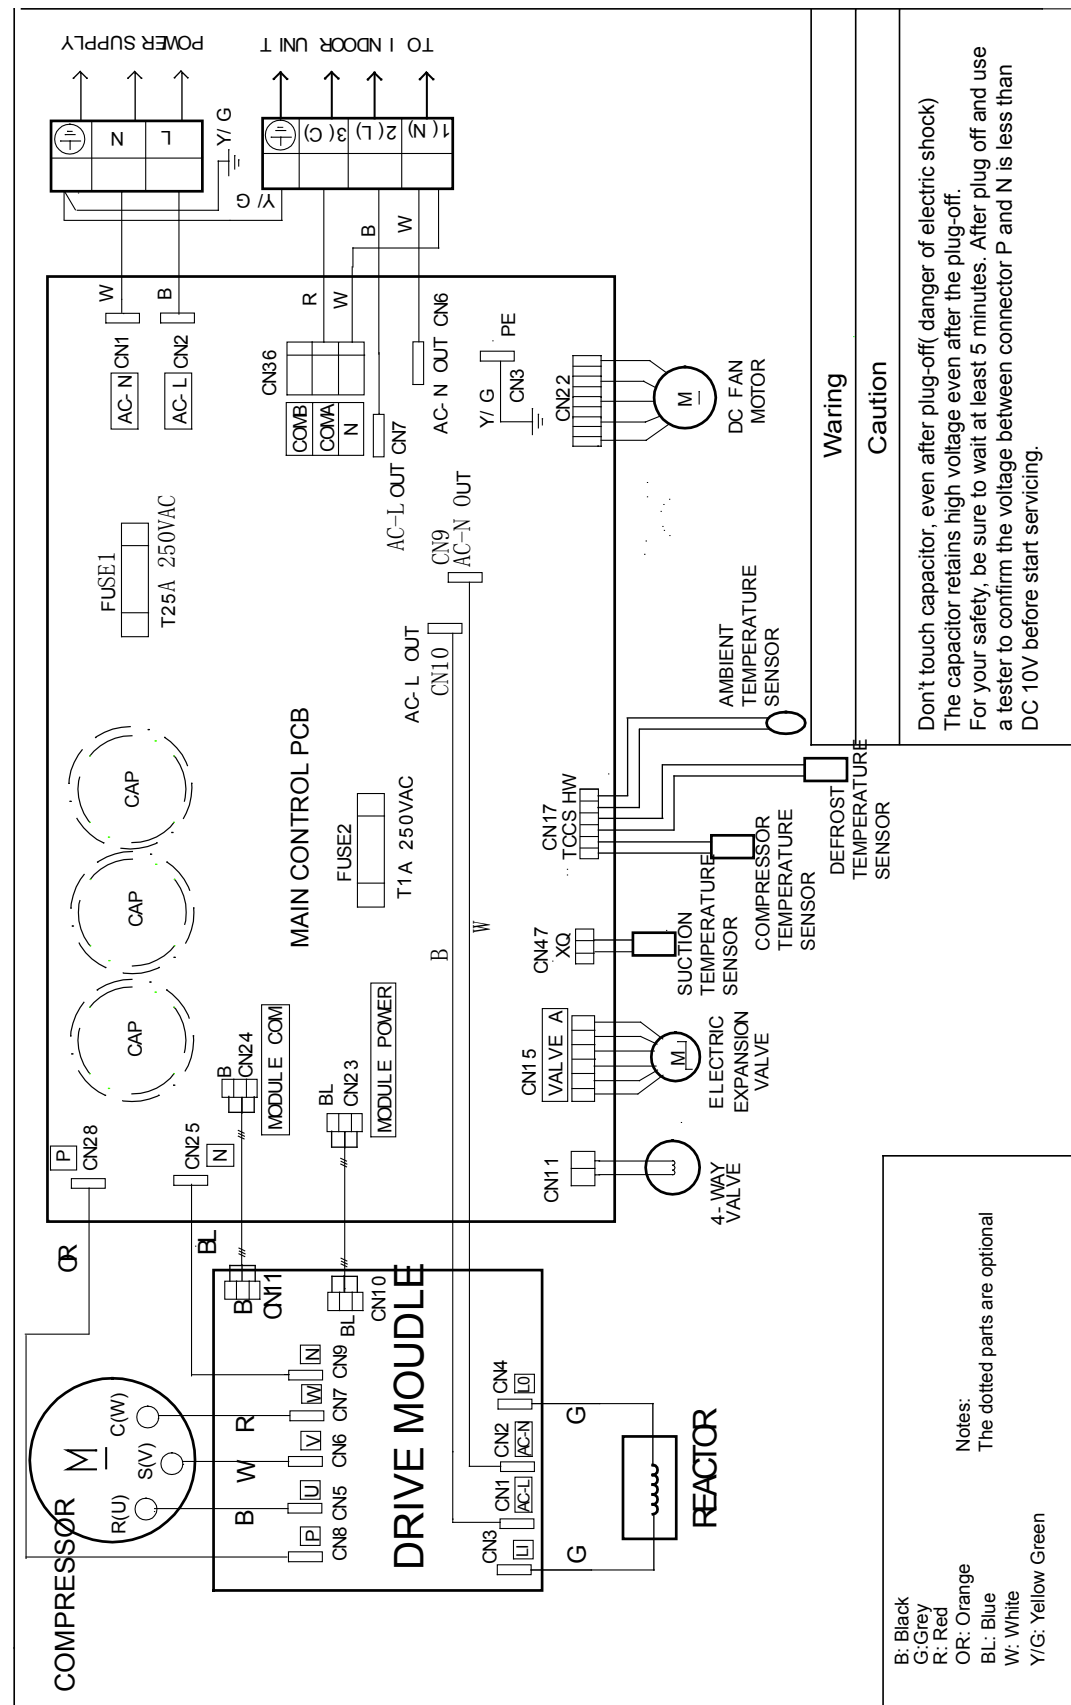 COMPRESSOR
M
R(U)
S(V)
C(W)
B
W
R
OR
BL
P
CN8
U
CN5
V
CN6
W
CN7
N
CN9
DRIVE MOUDLE
B
CN11
BL
CN10
CN3
LI
CN1
AC-L
CN2
AC-N
CN4
L0
G
G
REACTOR
P
CN28
CN25
N
B
CN24
MODULE COM
BL
CN23
MODULE POWER
CAP
CAP
CAP
MAIN CONTROL PCB
FUSE1
T25A 250VAC
FUSE2
T1A 250VAC
B
W
AC-L OUT
CN10
CN9
AC-N OUT
AC-N
CN1
W
AC-L
CN2
B
CN36
COMB
COMA
N
R
W
AC-L OUT CN7
B
AC-N OUT CN6
W
Y/G
CN3
PE
CN22
M
DC FAN
MOTOR
POWER SUPPLY
N
L
Y/G
Y/G
TO INDOOR UNIT
3(C)
2(L)
1(N)
CN11
4-WAY
VALVE
CN15
VALVE A
M
ELECTRIC
EXPANSION
VALVE
CN47
XQ
SUCTION
TEMPERATURE
SENSOR
CN17
TCCS HW
COMPRESSOR
TEMPERATURE
SENSOR
DEFROST
TEMPERATURE
SENSOR
AMBIENT
TEMPERATURE
SENSOR
Waring
Caution
Don't touch capacitor, even after plug-off( danger of electric shock)
The capacitor retains high voltage even after the plug-off.
For your safety, be sure to wait at least 5 minutes. After plug off and use
a tester to confirm the voltage between connector P and N is less than
DC 10V before start servicing.
B: Black
G:Grey
R: Red
OR: Orange
BL: Blue
W: White
Y/G: Yellow Green
Notes:
The dotted parts are optional